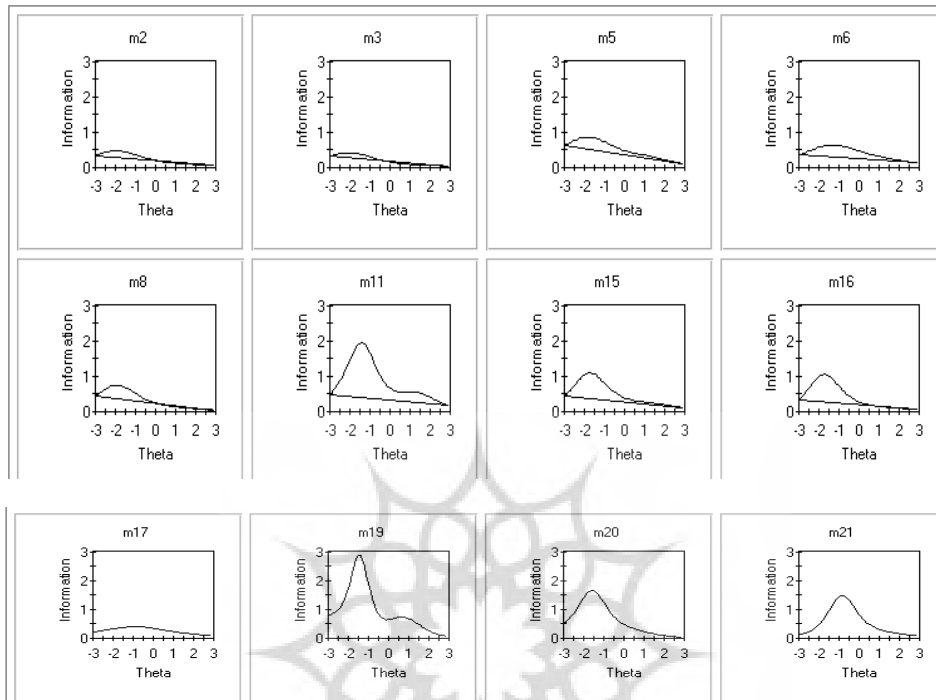 m2 m3 m5 m6
3 3 3 3
2 2 2 2
Information Information Information Information
1 1 1 1
0 0 0 0
-3 -2 -1 0 1 2 3 -3 -2 -1 0 1 2 3 -3 -2 -1 0 1 2 3 -3 -2 -1 0 1 2 3
Theta Theta Theta Theta
m8 m11 m15 m16
3 3 3 3
2 2 2 2
Information Information Information Information
1 1 1 1
0 0 0 0
-3 -2 -1 0 1 2 3 -3 -2 -1 0 1 2 3 -3 -2 -1 0 1 2 3 -3 -2 -1 0 1 2 3
Theta Theta Theta Theta
m17 m19 m20 m21
3 3 3 3
2 2 2 2
Information Information Information Information
1 1 1 1
0 0 0 0
-3 -2 -1 0 1 2 3 -3 -2 -1 0 1 2 3 -3 -2 -1 0 1 2 3 -3 -2 -1 0 1 2 3
Theta Theta Theta Theta